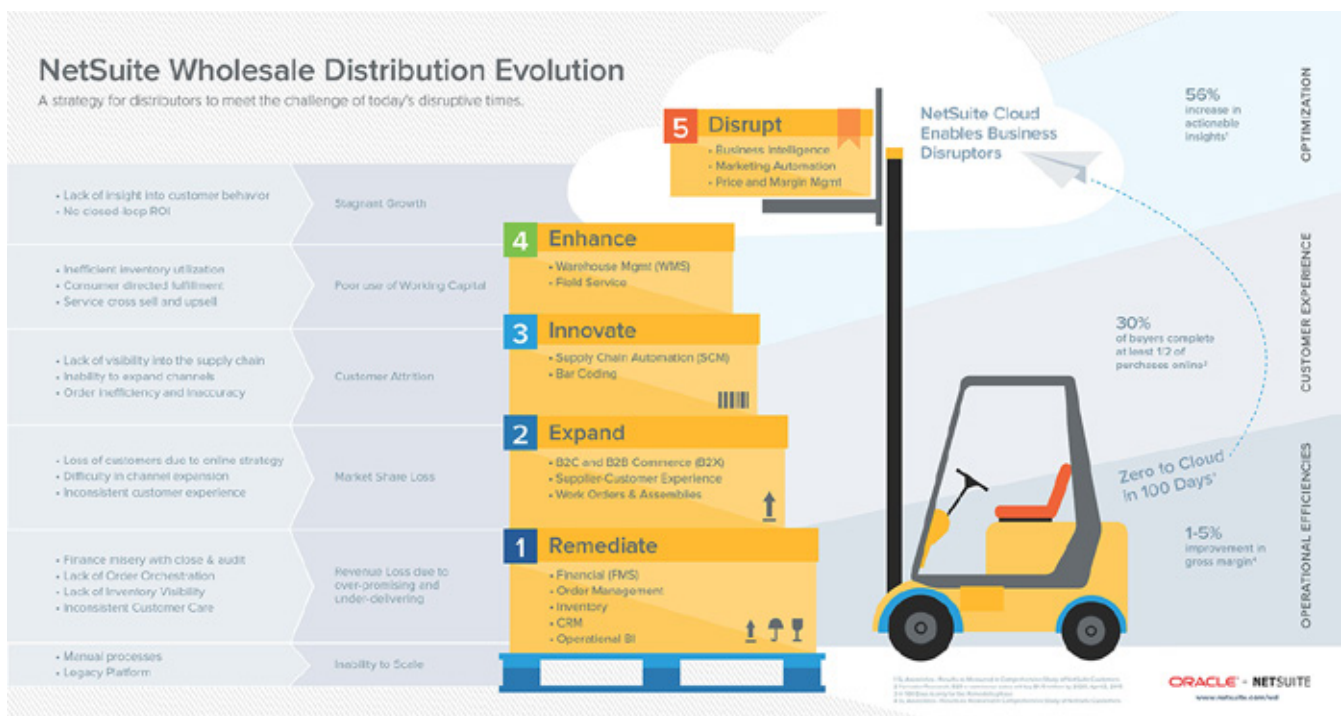 NetSuite Wholesale Distribution Evolution
A strategy for distributors to meet the challenge of today's disruptive times.
• Lack of insight into customer behavior
• No closed-loop ROI
Stagnant Growth
• Inefficient inventory utilization
• Consumer directed fulfillment
• Service cross sell and upsell
Poor use of Working Capital
• Lack of visibility into the supply chain
• Inability to expand channels
• Order Inefficiency and Inaccuracy
Customer Attrition
• Loss of customers due to online strategy
• Difficulty in channel expansion
• Inconsistent customer experience
Market Share Loss
• Finance misery with close & audit
• Lack of Order Orchestration
• Lack of Inventory Visibility
• Inconsistent Customer Care
Revenue Loss due to
over-promising and
under-delivering
• Manual processes
• Legacy Platform
Inability to Scale
5 Disrupt
• Business Intelligence
• Marketing Automation
• Price and Margin Mgmt
4 Enhance
• Warehouse Mgmt (WMS)
• Field Service
3 Innovate
• Supply Chain Automation (SCM)
• Bar Coding
2 Expand
• B2C and B2B Commerce (B2X)
• Supplier-Customer Experience
• Work Orders & Assemblies
1 Remediate
• Financial (FMS)
• Order Management
• Inventory
• CRM
• Operational BI
NetSuite Cloud
Enables Business
Disruptors
56%
increase in
actionable
insights¹
OPTIMIZATION
30%
of buyers complete
at least 1/2 of
purchases online²
CUSTOMER EXPERIENCE
Zero to Cloud
in 100 Days³
1-5%
improvement in
gross margin⁴
OPERATIONAL EFFICIENCIES
ORACLE + NETSUITE
www.netsuite.com/wd